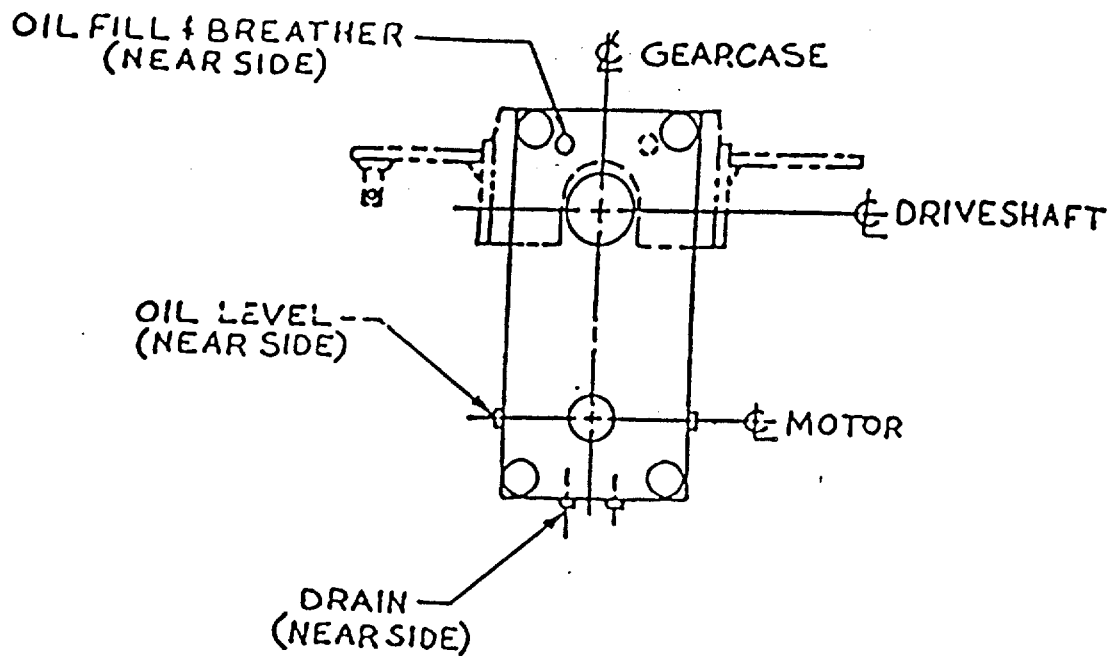 OIL FILL & BREATHER
(NEAR SIDE)
℄ GEARCASE
℄ DRIVESHAFT
OIL LEVEL
(NEAR SIDE)
℄ MOTOR
DRAIN
(NEAR SIDE)